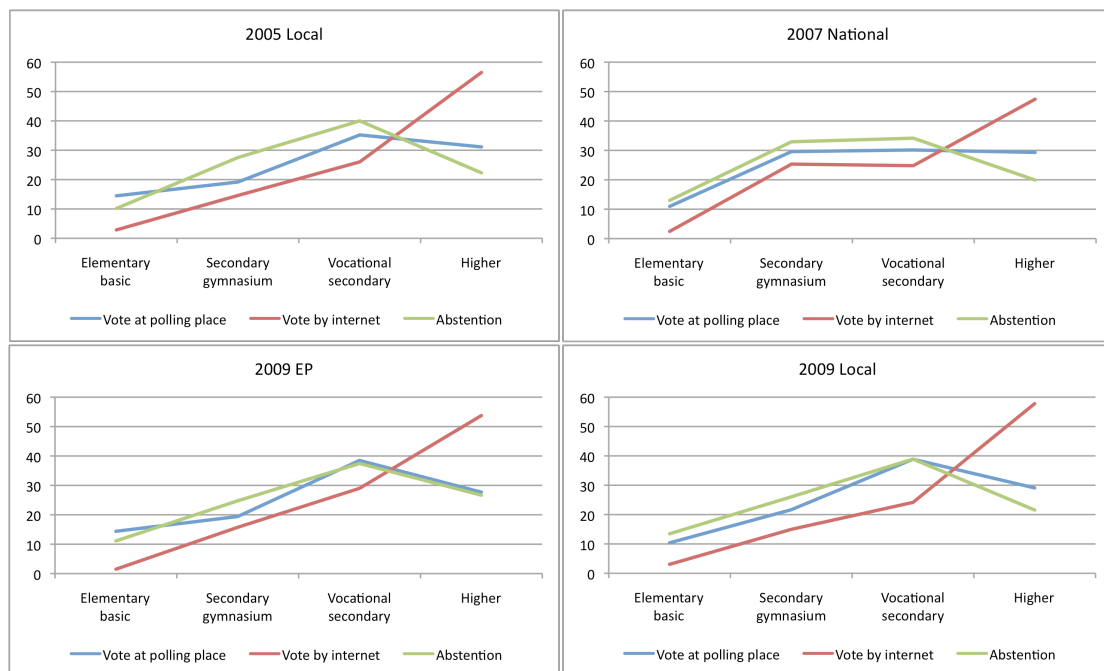 2005 Local
60
50
40
30
20
10
0
Elementary basic
Secondary gymnasium
Vocational secondary
Higher
Vote at polling place
Vote by internet
Abstention
2007 National
60
50
40
30
20
10
0
Elementary basic
Secondary gymnasium
Vocational secondary
Higher
Vote at polling place
Vote by internet
Abstention
2009 EP
60
50
40
30
20
10
0
Elementary basic
Secondary gymnasium
Vocational secondary
Higher
Vote at polling place
Vote by internet
Abstention
2009 Local
60
50
40
30
20
10
0
Elementary basic
Secondary gymnasium
Vocational secondary
Higher
Vote at polling place
Vote by internet
Abstention